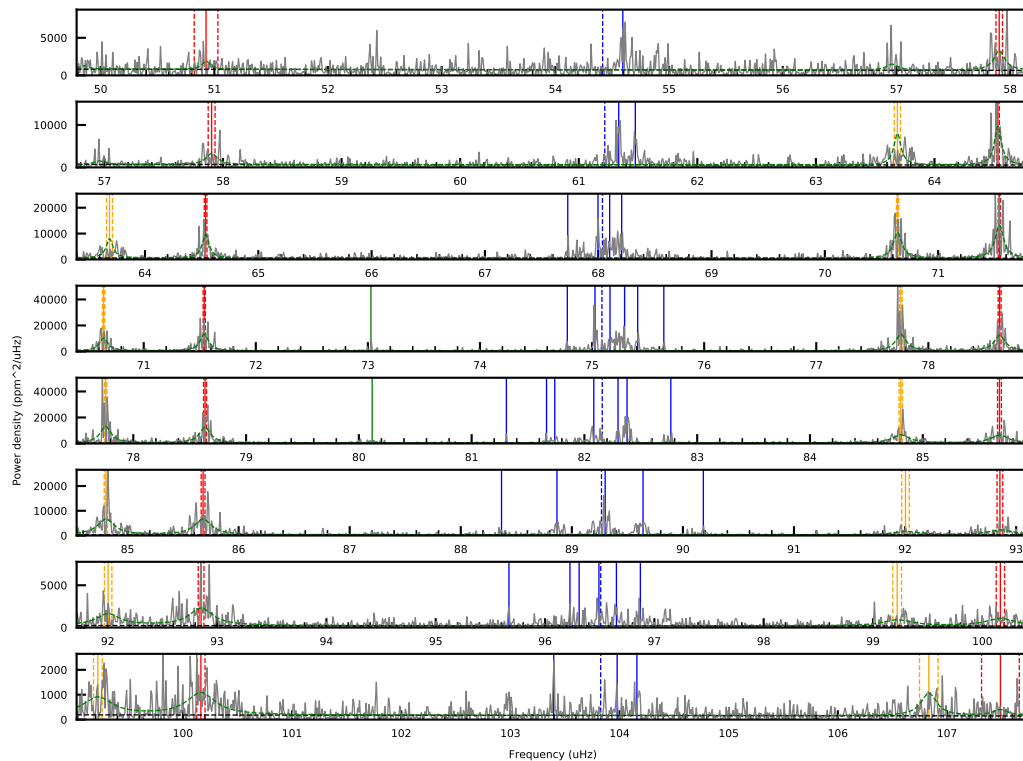 5000
0
50 51 52 53 54 55 56 57 58
10000
0
57 58 59 60 61 62 63 64
20000
10000
0
64 65 66 67 68 69 70 71
40000
20000
0
71 72 73 74 75 76 77 78
40000
20000
0
78 79 80 81 82 83 84 85
20000
10000
0
85 86 87 88 89 90 91 92 93
5000
0
92 93 94 95 96 97 98 99 100
2000
1000
0
100 101 102 103 104 105 106 107
Power density (ppm^2/uHz)
Frequency (uHz)